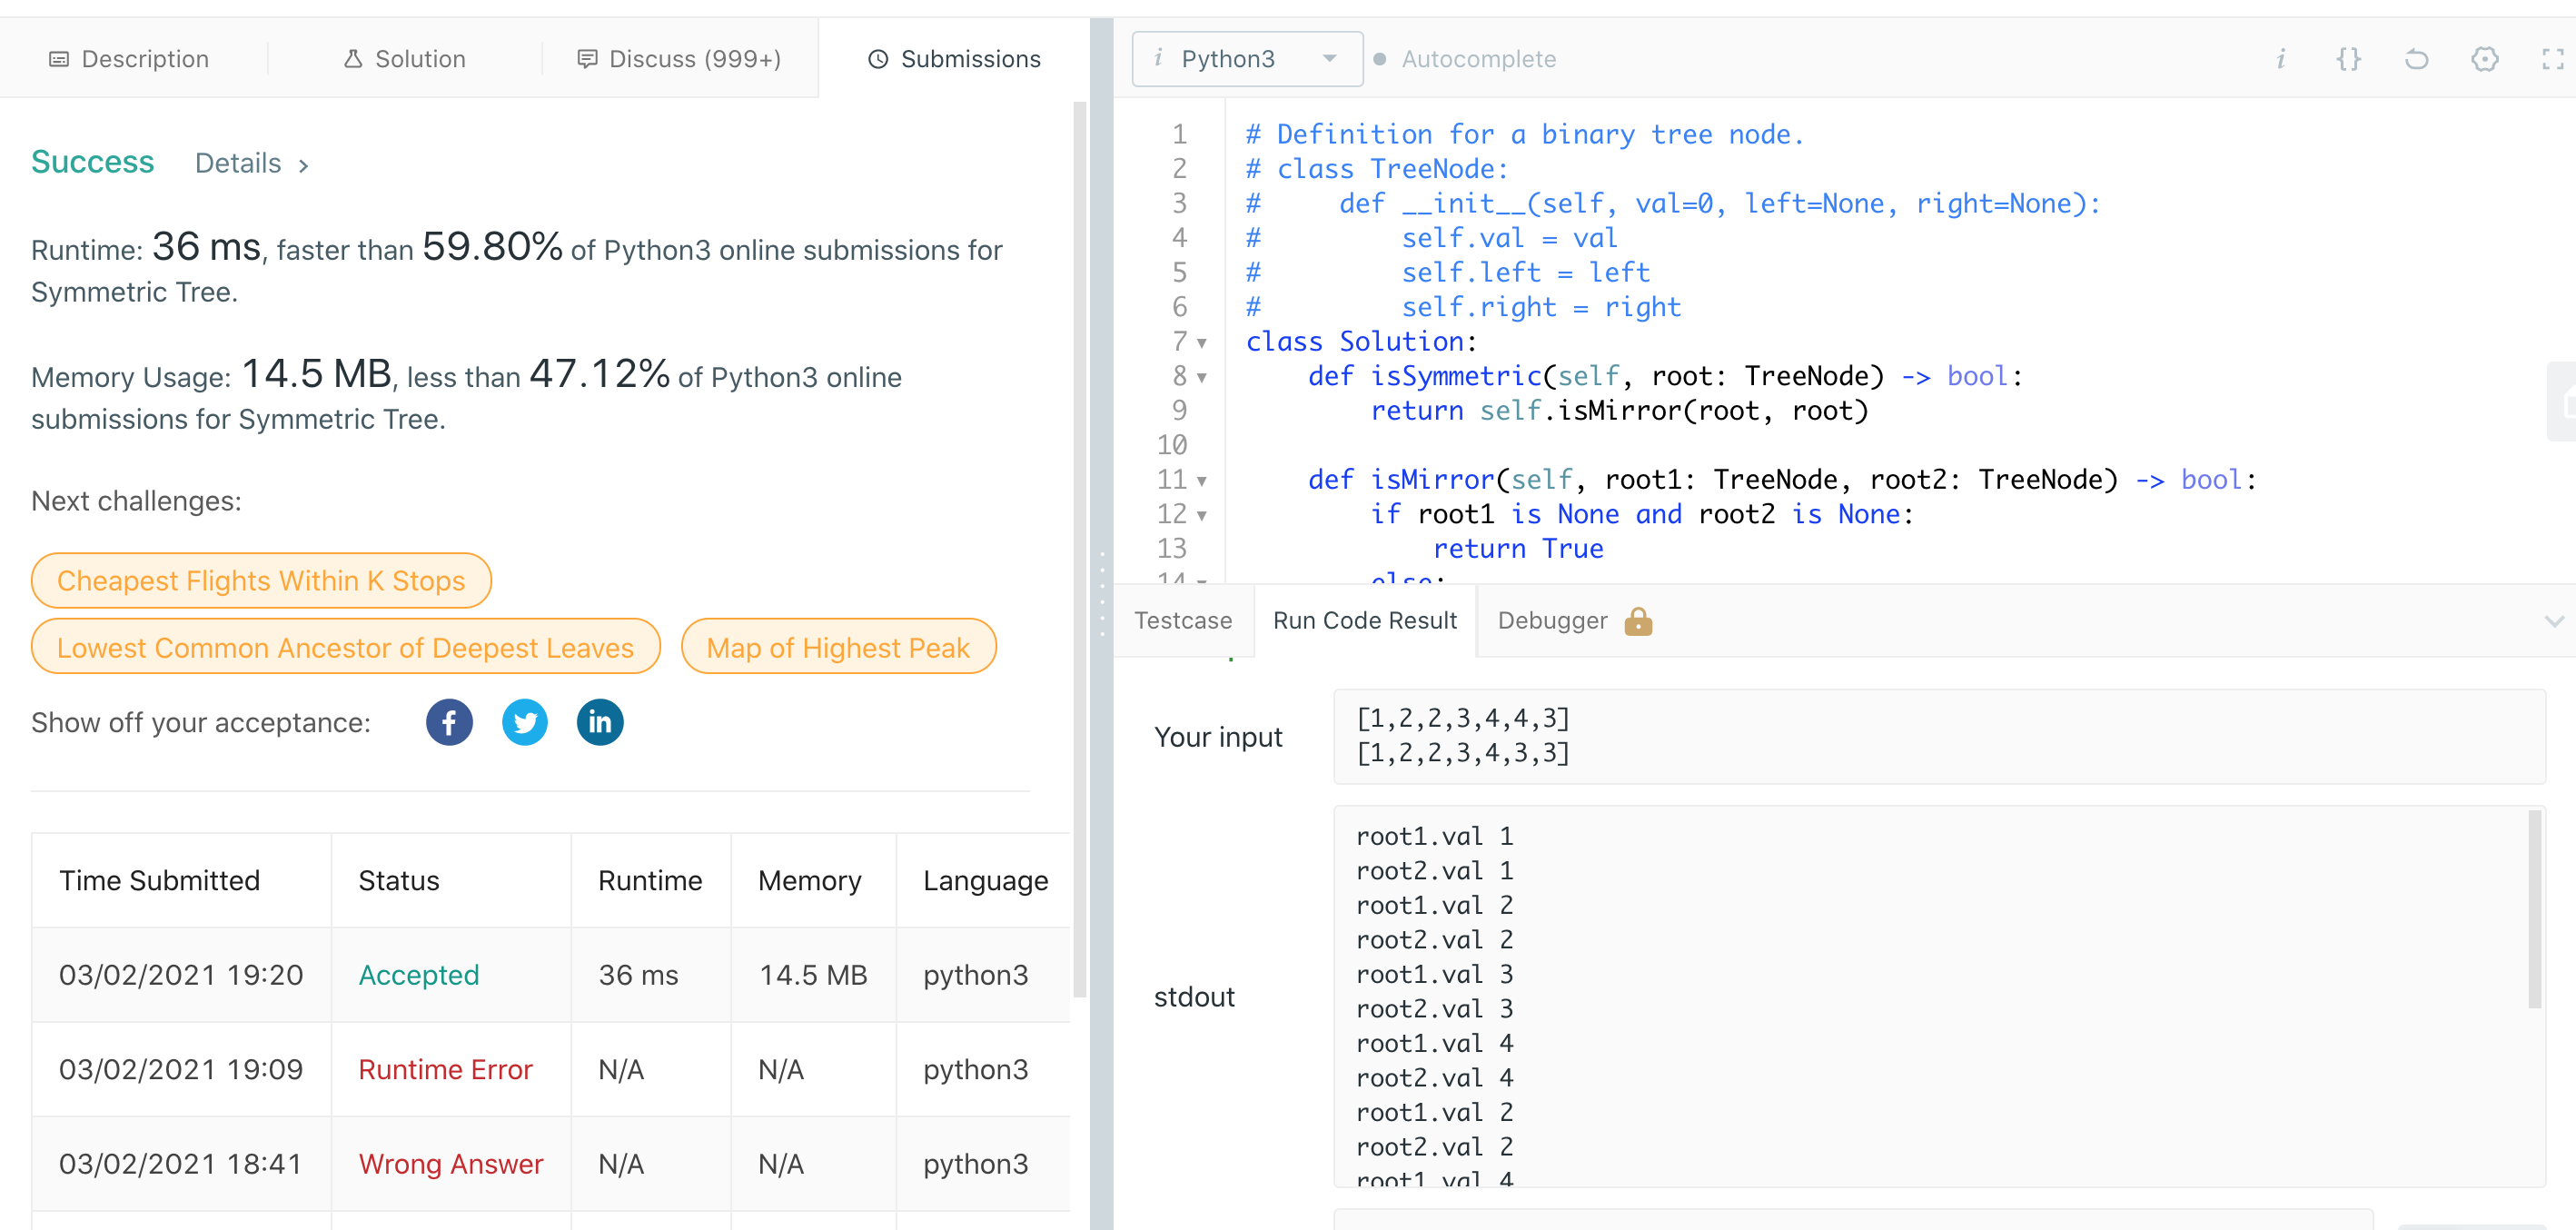 Description
Solution
Discuss (999+)
Submissions
Success Details >
Runtime: 36 ms, faster than 59.80% of Python3 online submissions for
Symmetric Tree.
Memory Usage: 14.5 MB, less than 47.12% of Python3 online
submissions for Symmetric Tree.
Next challenges:
Cheapest Flights Within K Stops
Lowest Common Ancestor of Deepest Leaves
Map of Highest Peak
Show off your acceptance:
Time Submitted Status Runtime Memory Language
03/02/2021 19:20 Accepted 36 ms 14.5 MB python3
03/02/2021 19:09 Runtime Error N/A N/A python3
03/02/2021 18:41 Wrong Answer N/A N/A python3
i Python3
Autocomplete
i {}
1 # Definition for a binary tree node.
2 # class TreeNode:
3 #     def __init__(self, val=0, left=None, right=None):
4 #         self.val = val
5 #         self.left = left
6 #         self.right = right
7 class Solution:
8     def isSymmetric(self, root: TreeNode) -> bool:
9         return self.isMirror(root, root)
10
11     def isMirror(self, root1: TreeNode, root2: TreeNode) -> bool:
12         if root1 is None and root2 is None:
13             return True
14         else:
Testcase
Run Code Result
Debugger
Your input
[1,2,2,3,4,4,3]
[1,2,2,3,4,3,3]
stdout
root1.val 1
root2.val 1
root1.val 2
root2.val 2
root1.val 3
root2.val 3
root1.val 4
root2.val 4
root1.val 2
root2.val 2
root1.val 4